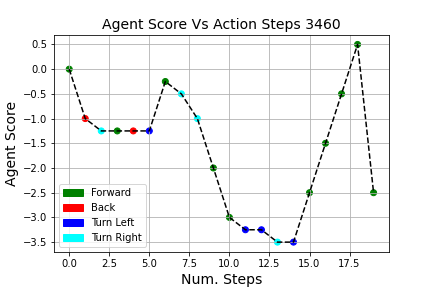 Agent Score Vs Action Steps 3460
Agent Score
0.5
0.0
−0.5
−1.0
−1.5
−2.0
−2.5
−3.0
−3.5
Forward
Back
Turn Left
Turn Right
0.0 2.5 5.0 7.5 10.0 12.5 15.0 17.5
Num. Steps